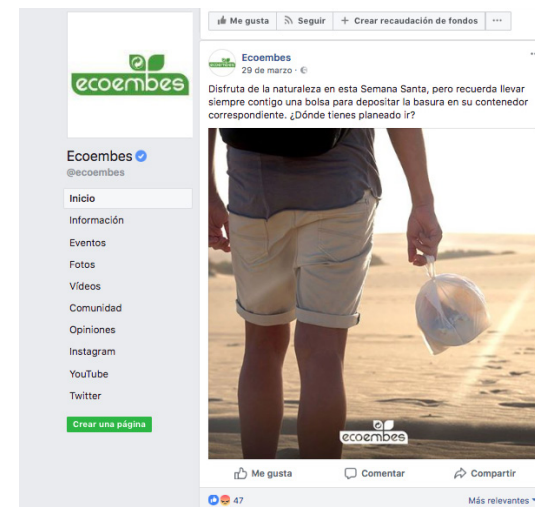 ecoembes
Ecoembes
@ecoembes
Inicio
Información
Eventos
Fotos
Vídeos
Comunidad
Opiniones
Instagram
YouTube
Twitter
Crear una página
Me gusta Seguir + Crear recaudación de fondos ...
Ecoembes
29 de marzo ·
Disfruta de la naturaleza en esta Semana Santa, pero recuerda llevar
siempre contigo una bolsa para depositar la basura en su contenedor
correspondiente. ¿Dónde tienes planeado ir?
ecoembes
Me gusta Comentar Compartir
47 Más relevantes